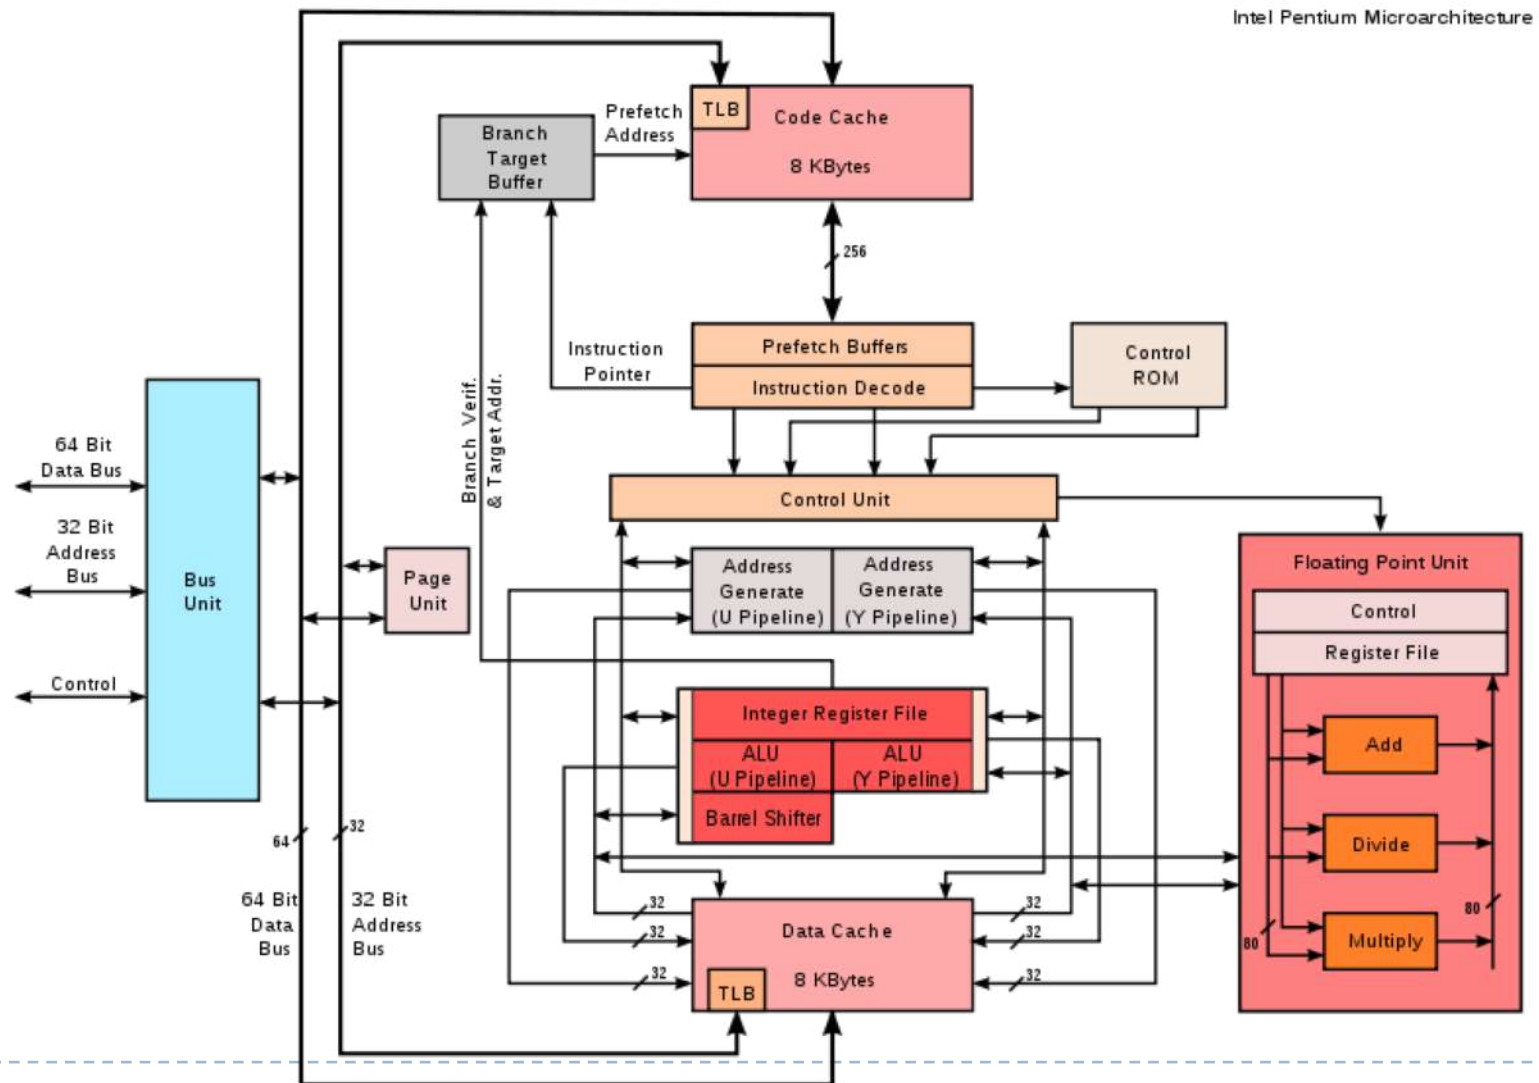 Intel Pentium Microarchitecture
TLB
Code Cache
8 KBytes
Prefetch
Address
Branch
Target
Buffer
256
Prefetch Buffers
Instruction Decode
Instruction
Pointer
Control
ROM
Branch Verif.
& Target Addr.
64 Bit
Data Bus
32 Bit
Address
Bus
Control
Bus
Unit
Page
Unit
Control Unit
Address
Generate
(U Pipeline)
Address
Generate
(Y Pipeline)
Floating Point Unit
Control
Register File
Integer Register File
ALU
(U Pipeline)
ALU
(Y Pipeline)
Barrel Shifter
Add
Divide
Multiply
80
80
64
32
64 Bit
Data
Bus
32 Bit
Address
Bus
32
32
32
32
32
32
Data Cache
8 KBytes
TLB